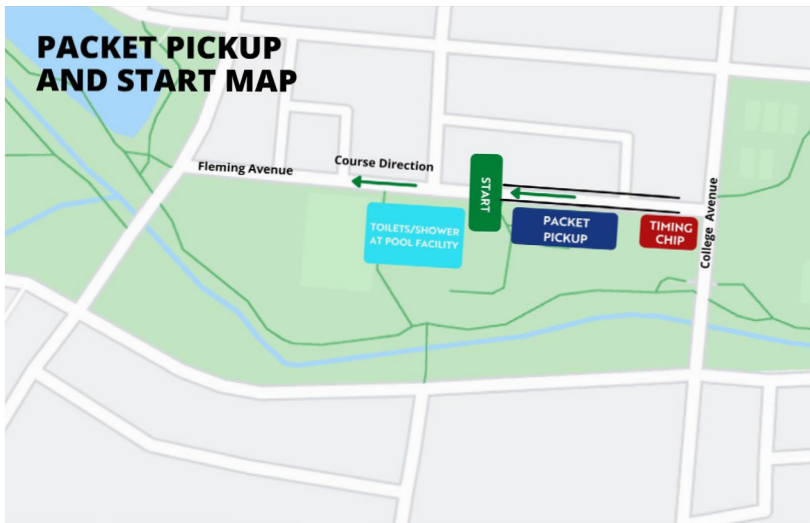 PACKET PICKUP
AND START MAP
Fleming Avenue
Course Direction
START
TOILETS/SHOWER
AT POOL FACILITY
PACKET
PICKUP
TIMING
CHIP
College Avenue